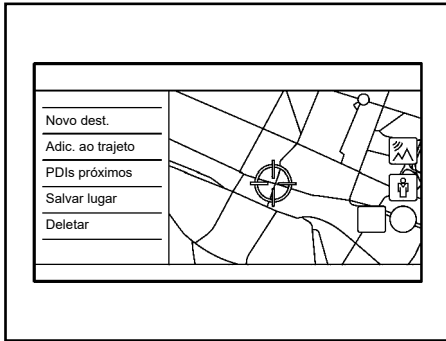 Novo dest.
Adic. ao trajeto
PDIs próximos
Salvar lugar
Deletar